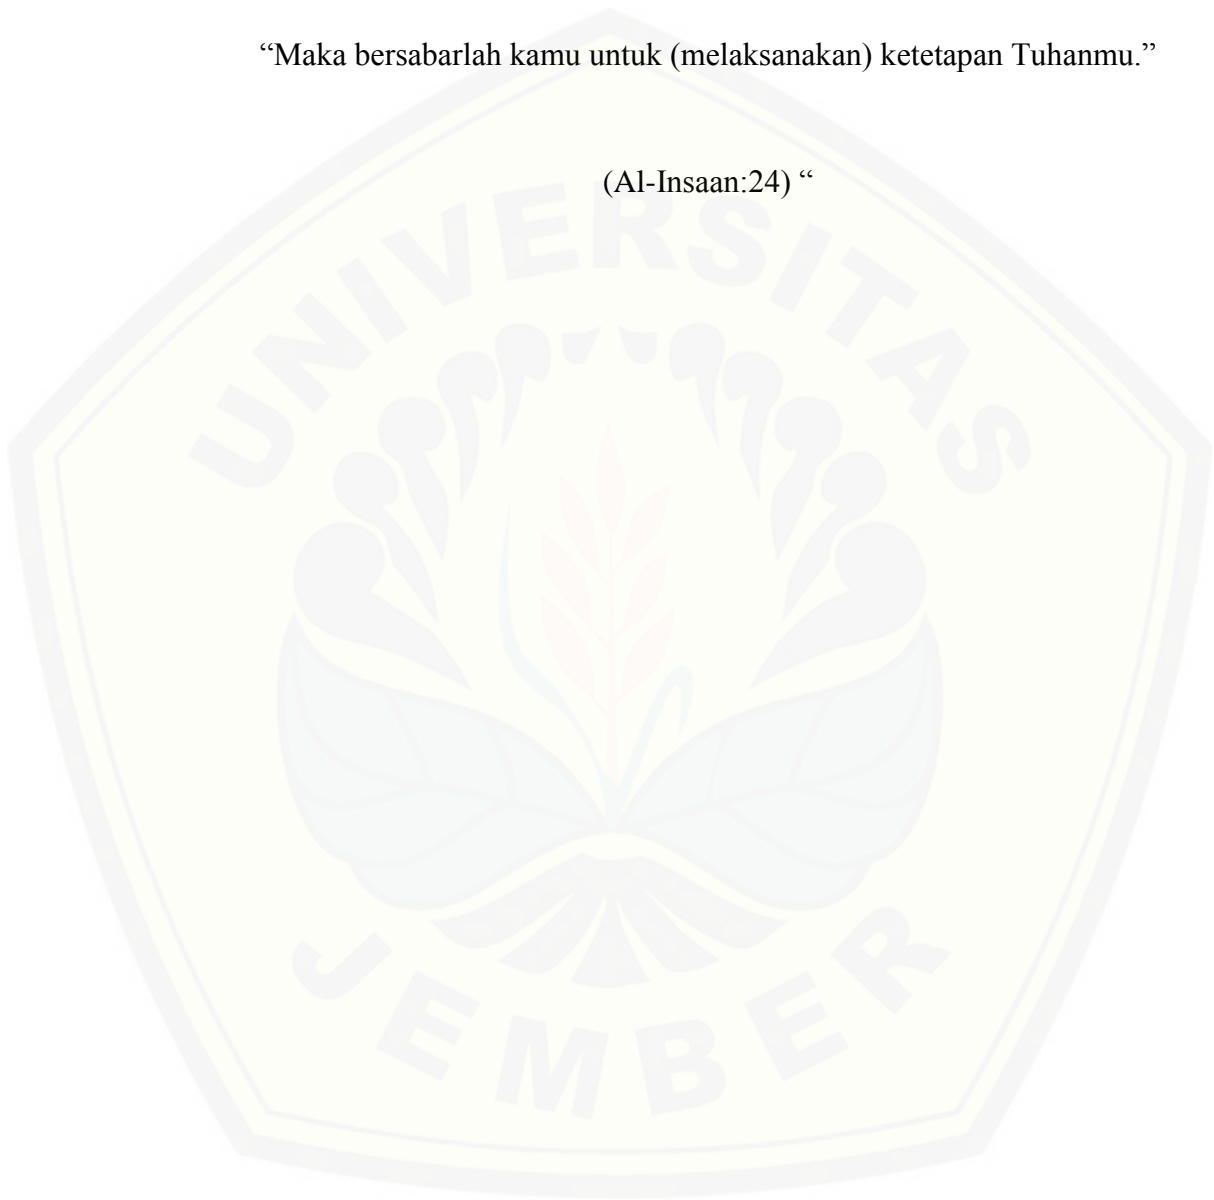 “Maka bersabarlah kamu untuk (melaksanakan) ketetapan Tuhanmu.”
(Al-Insaan:24) “
UNIVERSITAS
JEMBER